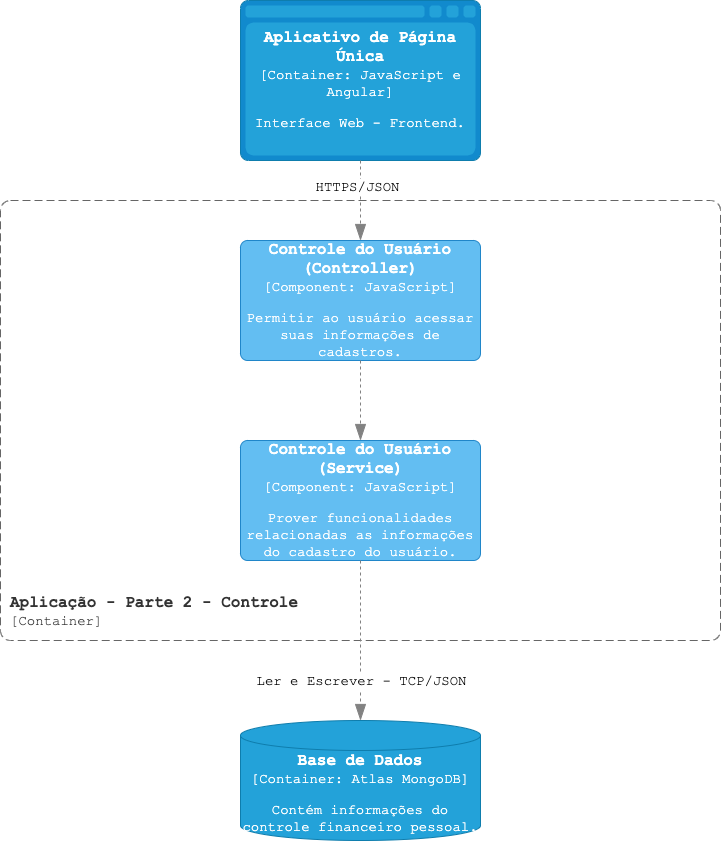 Aplicativo de Página
Única
[Container: JavaScript e
Angular]
Interface Web - Frontend.
HTTPS/JSON
Controle do Usuário
(Controller)
[Component: JavaScript]
Permitir ao usuário acessar
suas informações de
cadastros.
Controle do Usuário
(Service)
[Component: JavaScript]
Prover funcionalidades
relacionadas as informações
do cadastro do usuário.
Aplicação - Parte 2 - Controle
[Container]
Ler e Escrever - TCP/JSON
Base de Dados
[Container: Atlas MongoDB]
Contém informações do
controle financeiro pessoal.